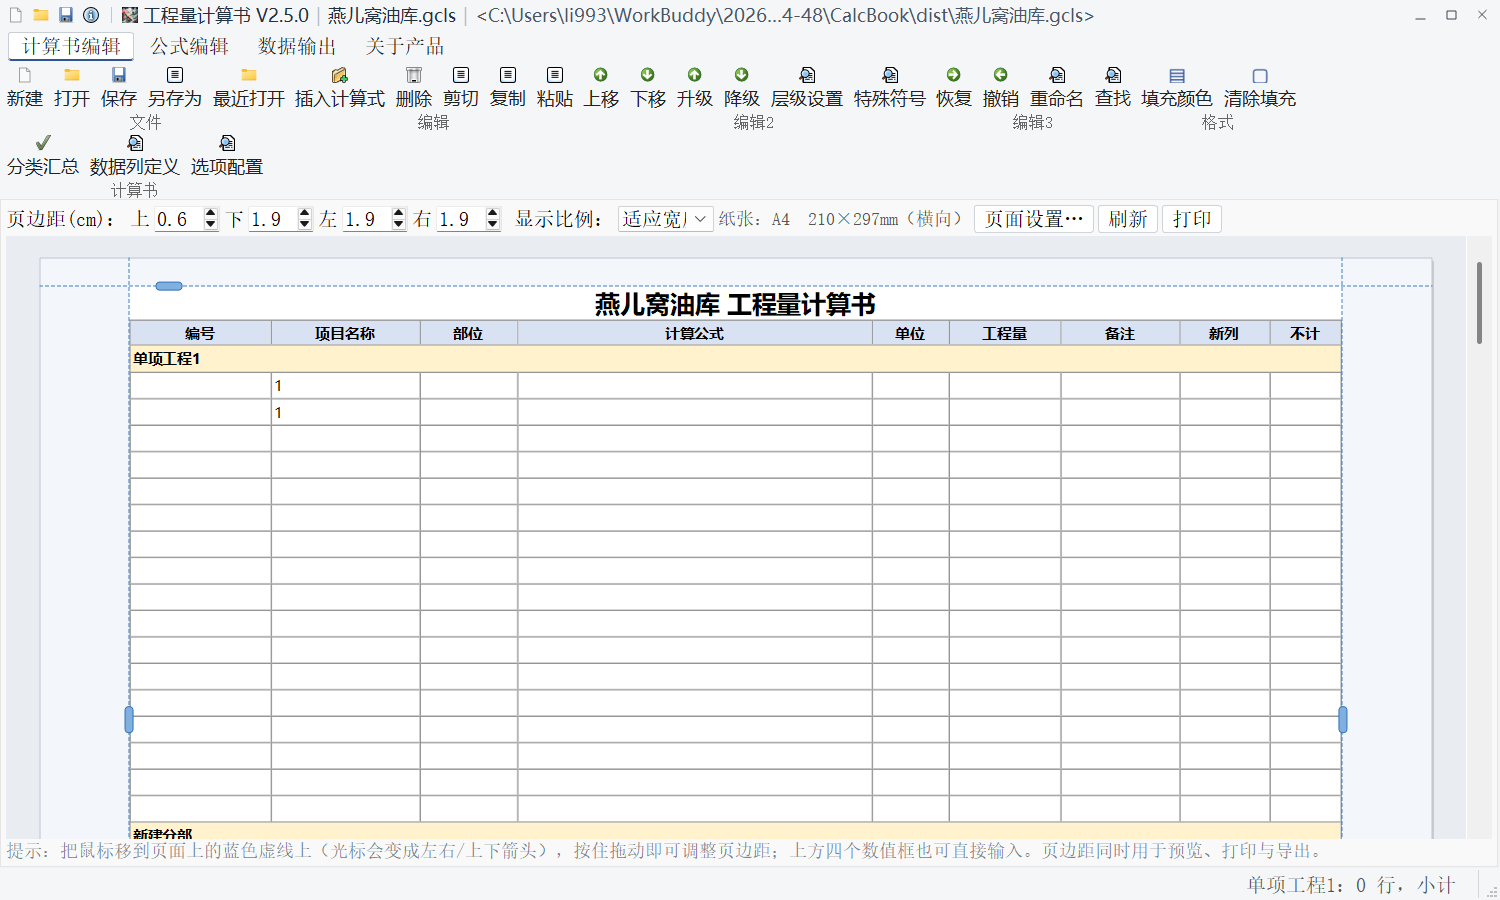 工程量计算书 V2.5.0 | 燕儿窝油库.gcls | <C:\Users\li993\WorkBuddy\2026...4-48\CalcBook\dist\燕儿窝油库.gcls>
计算书编辑 公式编辑 数据输出 关于产品
新建 打开 保存 另存为 最近打开 插入计算式 删除 剪切 复制 粘贴 上移 下移 升级 降级 层级设置 特殊符号 恢复 撤销 重命名 查找 填充颜色 清除填充
文件 编辑 编辑2 编辑3 格式
分类汇总 数据列定义 选项配置
计算书
页边距(cm)： 上 0.6 下 1.9 左 1.9 右 1.9 显示比例： 适应宽 纸张：A4 210×297mm（横向） 页面设置… 刷新 打印
燕儿窝油库 工程量计算书
编号 项目名称 部位 计算公式 单位 工程量 备注 新列 不计
单项工程1
1
1
新建分部
提示：把鼠标移到页面上的蓝色虚线上（光标会变成左右/上下箭头），按住拖动即可调整页边距；上方四个数值框也可直接输入。页边距同时用于预览、打印与导出。
单项工程1：0 行，小计